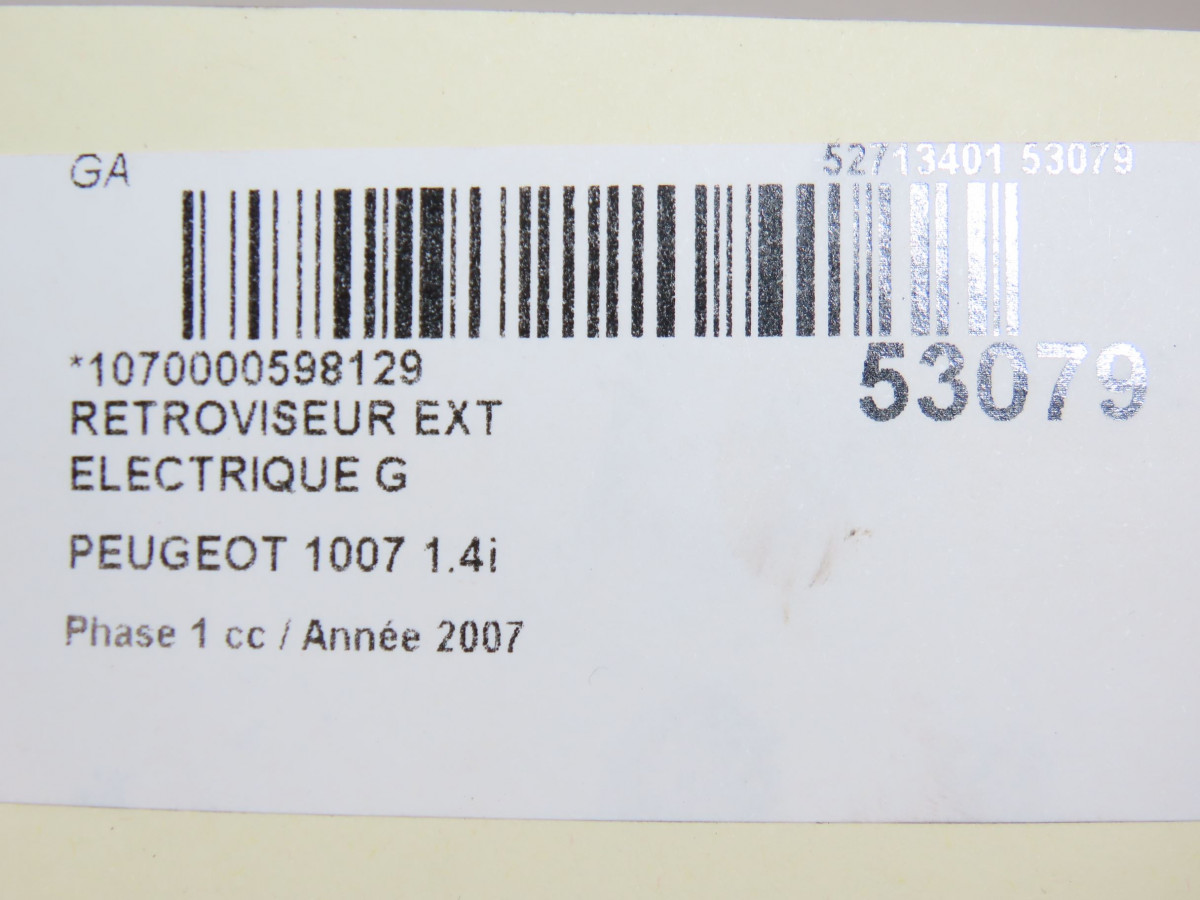 GA
52713401 53079
*1070000598129
53079
RETROVISEUR EXT
ELECTRIQUE G
PEUGEOT 1007 1.4i
Phase 1 cc / Année 2007